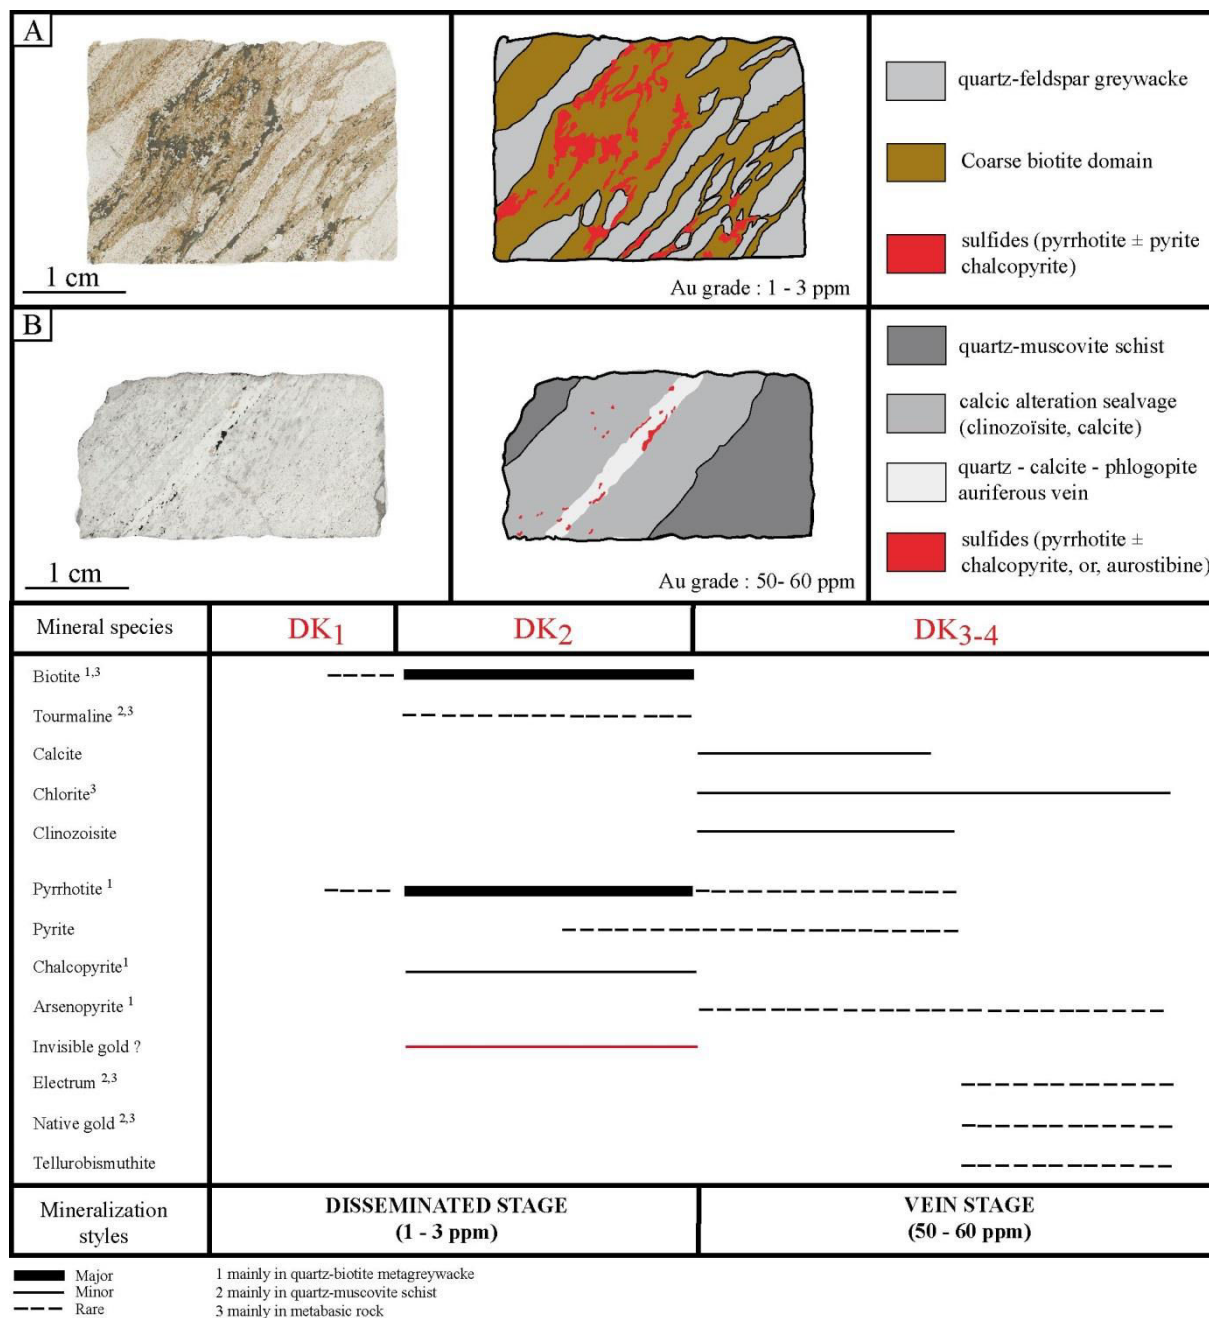 A
quartz-feldspar greywacke
Coarse biotite domain
sulfides (pyrrhotite ± pyrite
chalcopyrite)
1 cm
Au grade : 1 - 3 ppm
B
quartz-muscovite schist
calcic alteration sealvage
(clinozoïsite, calcite)
quartz - calcite - phlogopite
auriferous vein
sulfides (pyrrhotite ±
chalcopyrite, or, aurostibine)
1 cm
Au grade : 50- 60 ppm
Mineral species DK1 DK2 DK3-4
Biotite 1,3
Tourmaline 2,3
Calcite
Chlorite3
Clinozoisite
Pyrrhotite 1
Pyrite
Chalcopyrite1
Arsenopyrite 1
Invisible gold ?
Electrum 2,3
Native gold 2,3
Tellurobismuthite
Mineralization
styles
DISSEMINATED STAGE
(1 - 3 ppm)
VEIN STAGE
(50 - 60 ppm)
Major
Minor
Rare
1 mainly in quartz-biotite metagreywacke
2 mainly in quartz-muscovite schist
3 mainly in metabasic rock